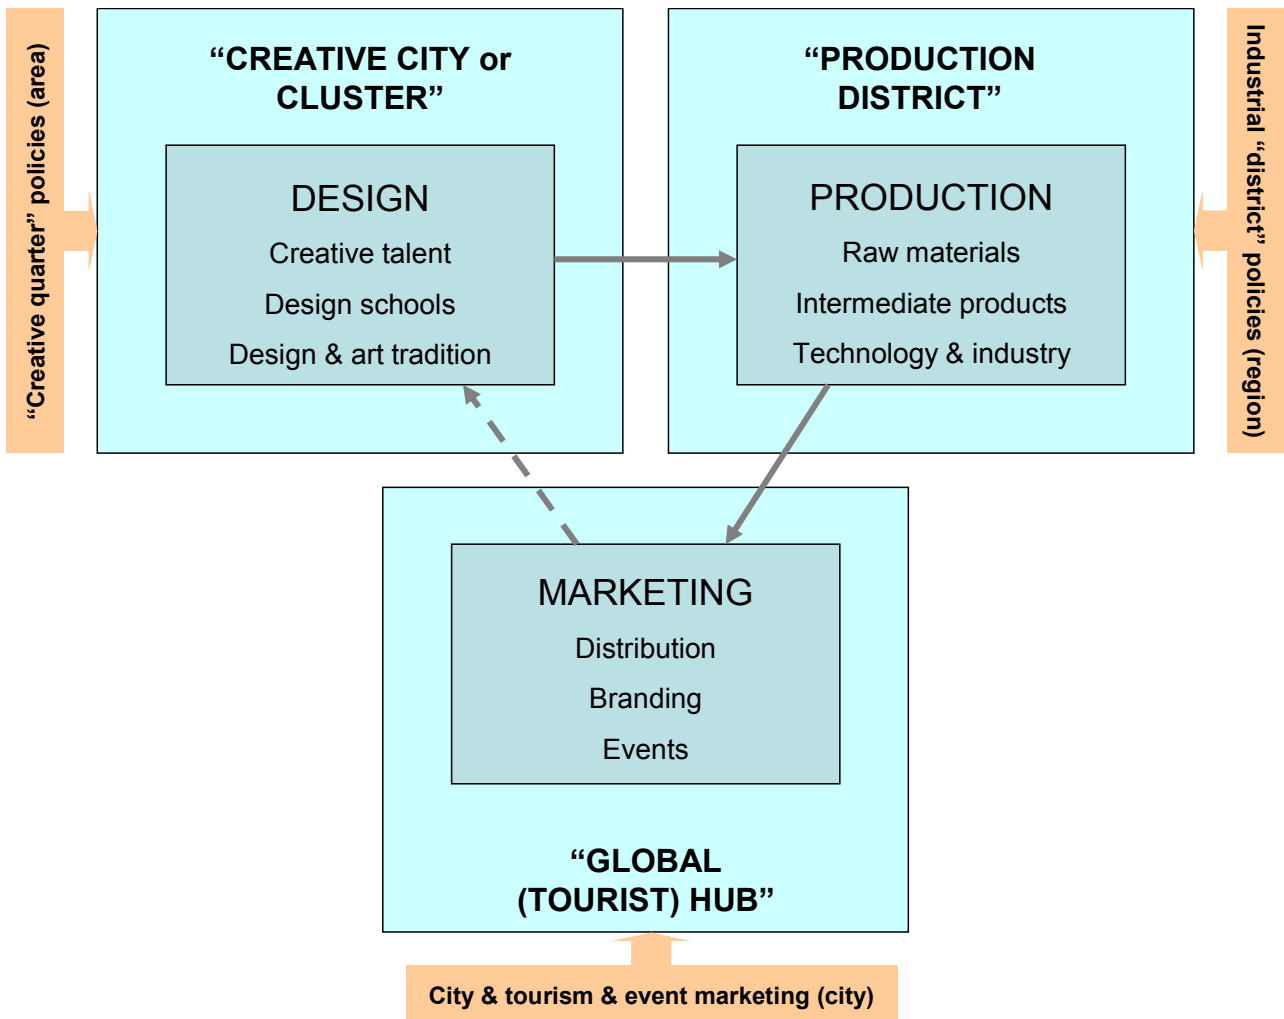 “Creative quarter” policies (area)
“CREATIVE CITY or
CLUSTER”
DESIGN
Creative talent
Design schools
Design & art tradition
“PRODUCTION
DISTRICT”
PRODUCTION
Raw materials
Intermediate products
Technology & industry
Industrial “district” policies (region)
MARKETING
Distribution
Branding
Events
“GLOBAL
(TOURIST) HUB”
City & tourism & event marketing (city)